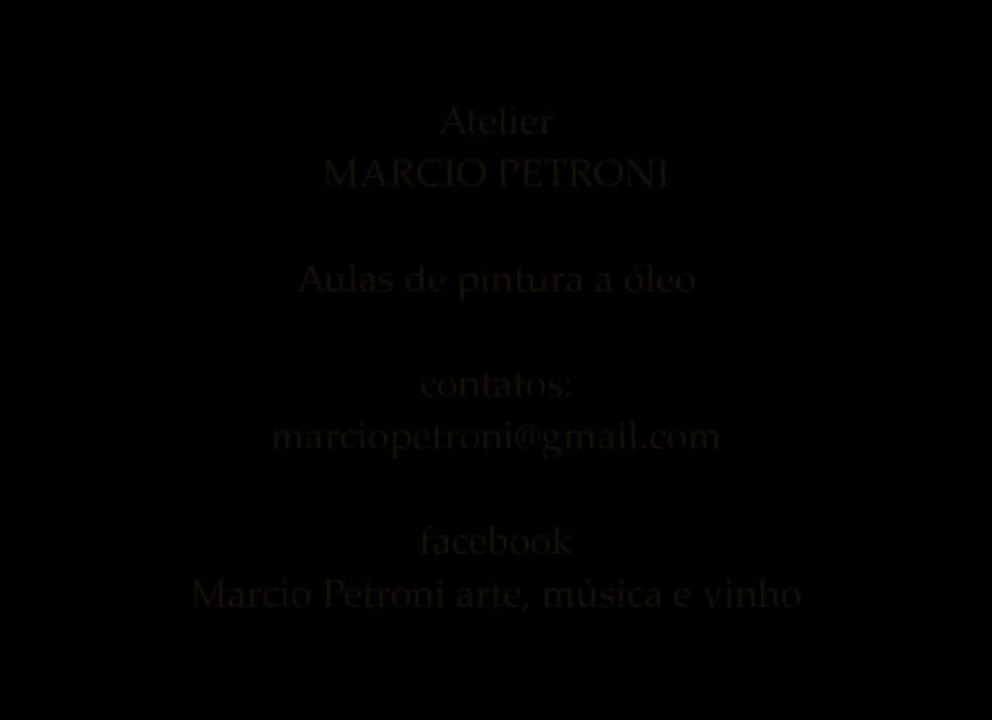 Atelier
MARCIO PETRONI
Aulas de pintura a óleo
contatos:
marciopetroni@gmail.com
facebook
Marcio Petroni arte, música e vinho